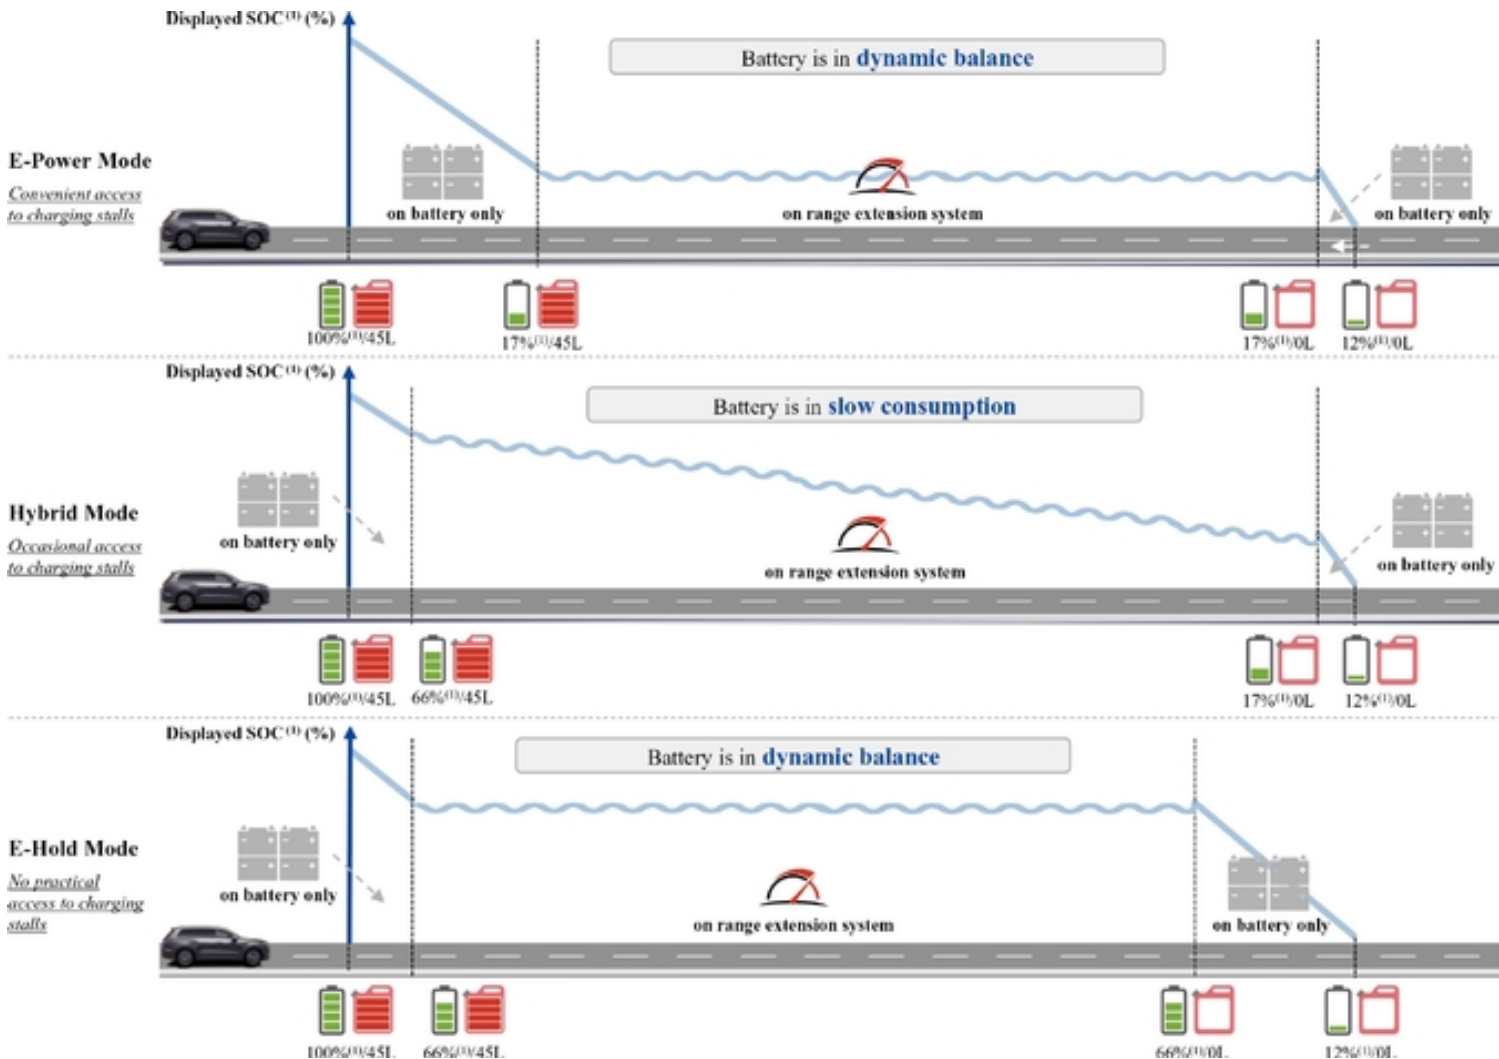 Displayed SOC (1) (%)
Battery is in dynamic balance
E-Power Mode
Convenient access
to charging stalls
on battery only
on range extension system
on battery only
100%(1)/45L
17%(1)/45L
17%(1)/0L
12%(1)/0L
Displayed SOC (1) (%)
Battery is in slow consumption
Hybrid Mode
Occasional access
to charging stalls
on battery only
on range extension system
on battery only
100%(1)/45L
66%(1)/45L
17%(1)/0L
12%(1)/0L
Displayed SOC (1) (%)
Battery is in dynamic balance
E-Hold Mode
No practical
access to charging
stalls
on battery only
on range extension system
on battery only
100%(1)/45L
66%(1)/45L
66%(1)/0L
12%(1)/0L